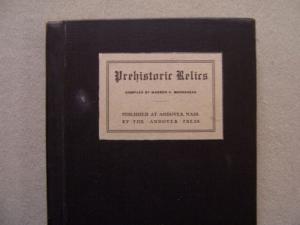 Prehistoric Relics
COMPILED BY WARREN K. MOOREHEAD
PUBLISHED AT ANDOVER, MASS.
BY THE ANDOVER PRESS